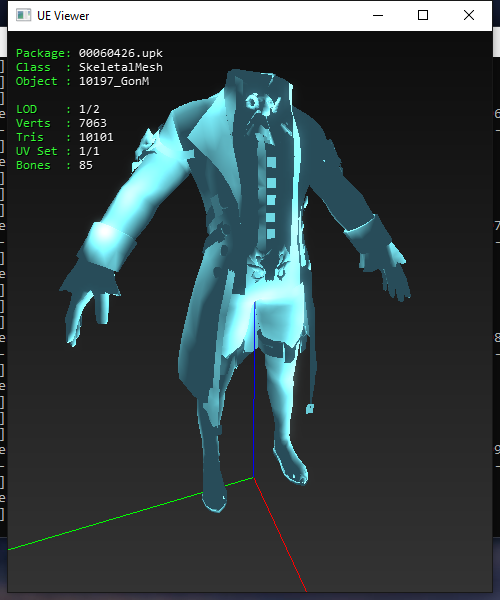 UE Viewer
Package: 00060426.upk
Class : SkeletalMesh
Object : 10197_GonM
LOD : 1/2
Verts : 7063
Tris : 10101
UV Set : 1/1
Bones : 85